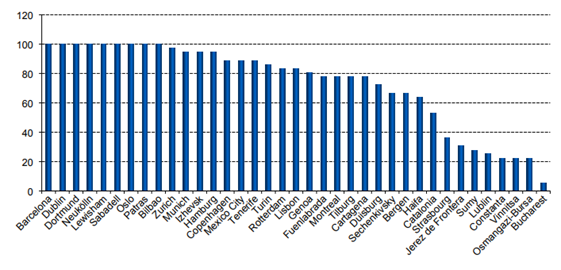 120
100
80
60
40
20
0
Barcelona
Dublin
Dortmund
Neukölln
Lewisham
Sabadell
Oslo
Patras
Bilbao
Zurich
Munich
Izhersk
Hamburg
Copenhagen
Mexico City
Tenerife
Turin
Rotterdam
Lisbon
Genoa
Fuenlabrada
Montreal
Tilburg
Cartagena
Duisburg
Sechenkivsky
Bergen
Haifa
Catalonia
Strasbourg
Jerez de Frontera
Sumy
Lublin
Constanta
Vinnitsa
Osmangazi-Bursa
Bucharest